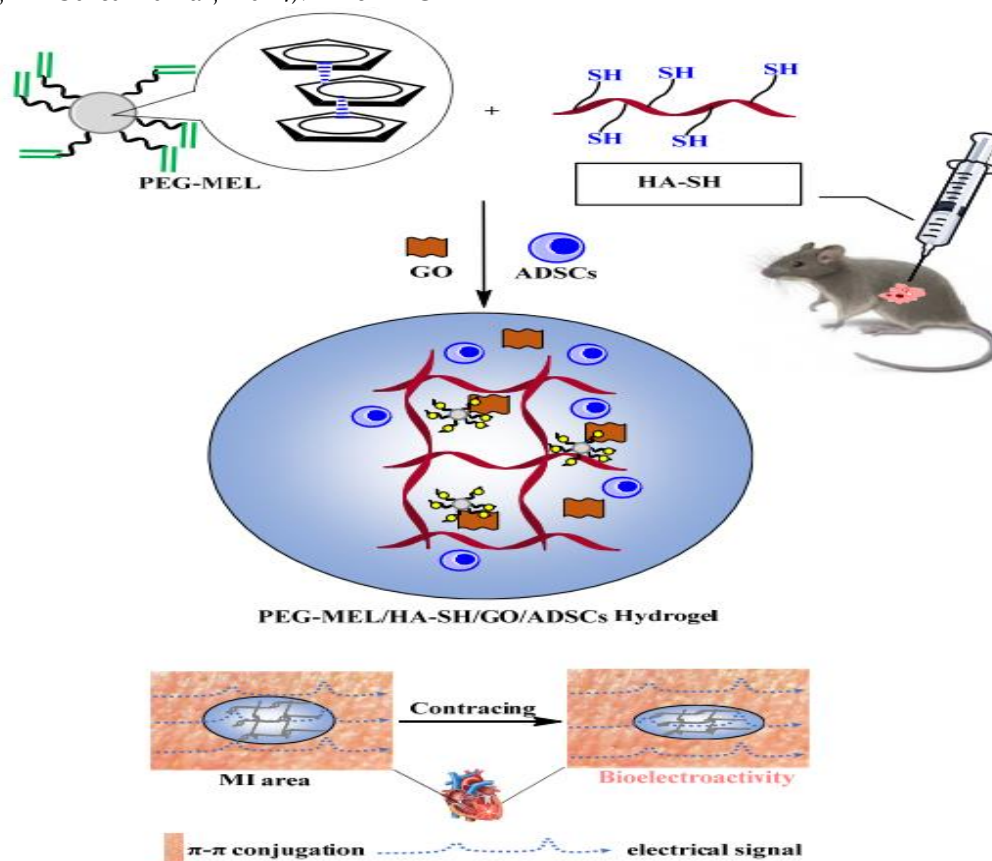 SH
SH
SH
+
SH
SH
PEG-MEL
HA-SH
GO
ADSCs
PEG-MEL/HA-SH/GO/ADSCs Hydrogel
Contracing
MI area
Bioelectroactivity
π-π conjugation
electrical signal